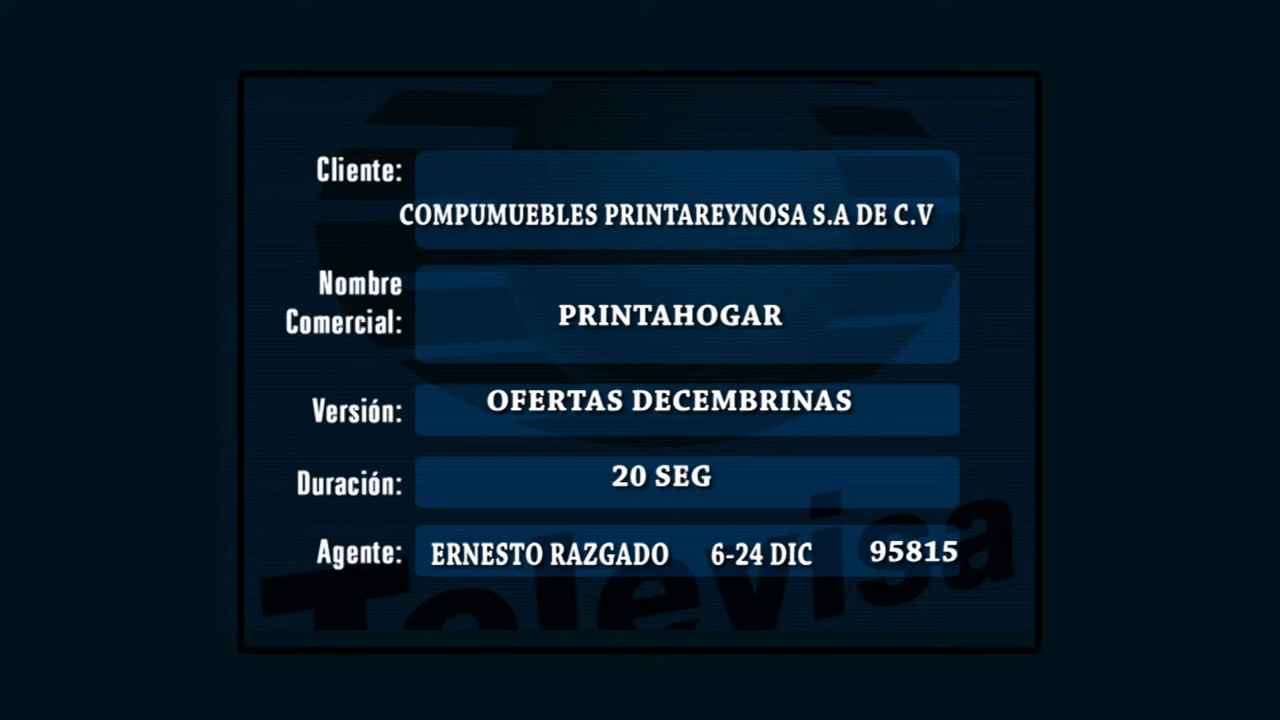 Cliente:
COMPUMUEBLES PRINTAREYNOSA S.A DE C.V
Nombre
Comercial:
PRINTAHOGAR
Versión:
OFERTAS DECEMBRINAS
Duración:
20 SEG
Agente:
ERNESTO RAZGADO 6-24 DIC 95815
Televisa